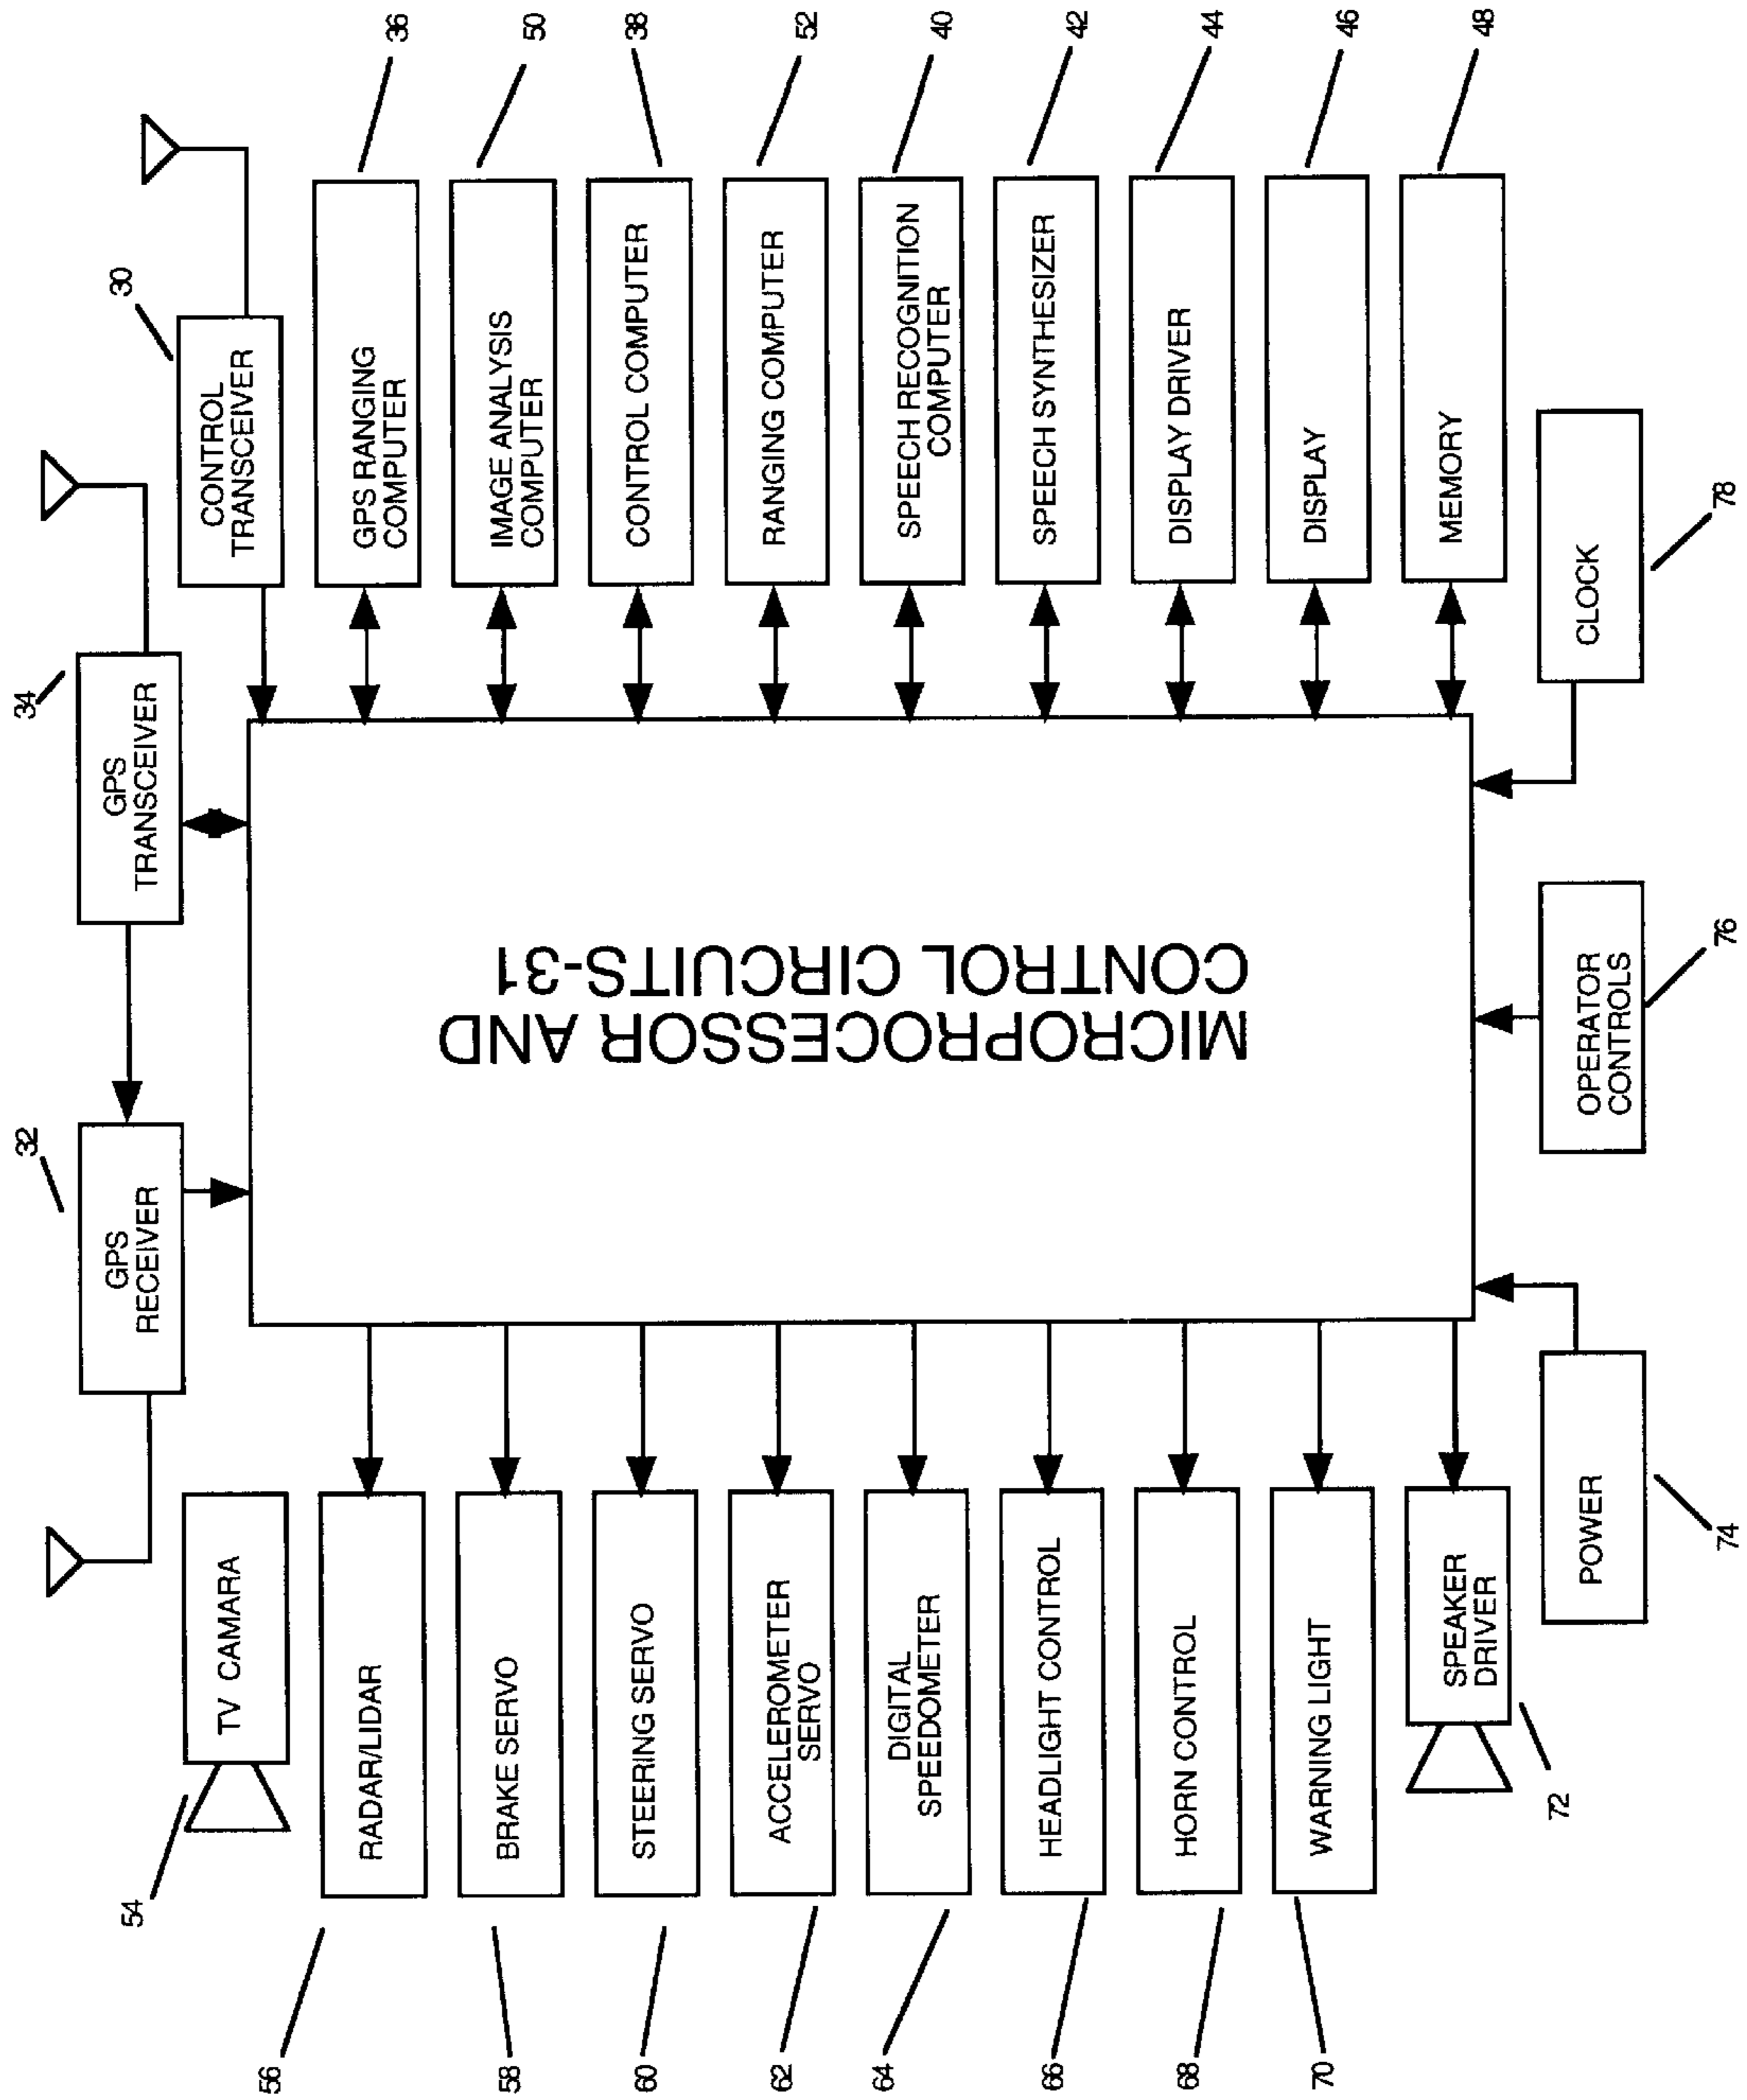 34
30
32
GPS
TRANSCEIVER
CONTROL
TRANSCEIVER
GPS
RECEIVER
54
TV CAMARA
56
RADAR/LIDAR
58
BRAKE SERVO
60
STEERING SERVO
62
ACCELEROMETER
SERVO
64
DIGITAL
SPEEDOMETER
66
HEADLIGHT CONTROL
68
HORN CONTROL
70
WARNING LIGHT
72
SPEAKER
DRIVER
MICROPROCESSOR AND
CONTROL CIRCUITS-31
GPS RANGING
COMPUTER
36
IMAGE ANALYSIS
COMPUTER
50
CONTROL COMPUTER
38
RANGING COMPUTER
52
SPEECH RECOGNITION
COMPUTER
40
SPEECH SYNTHESIZER
42
DISPLAY DRIVER
44
DISPLAY
46
MEMORY
48
POWER
74
OPERATOR
CONTROLS
76
CLOCK
78